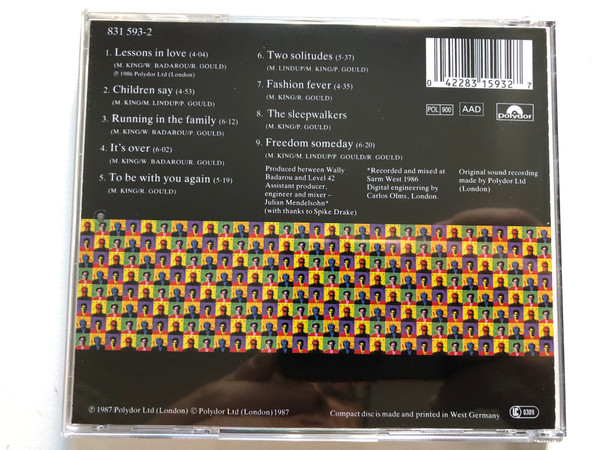 831 593-2
1. Lessons in love (4-04)
(M. KING/W. BADAROU/R. GOULD)
℗ 1986 Polydor Ltd (London)
2. Children say (4-53)
(M. KING/M. LINDUP/P. GOULD)
3. Running in the family (6-12)
(M. KING/W. BADAROU/P. GOULD)
4. It's over (6-02)
(M. KING/W. BADAROU/R. GOULD)
5. To be with you again (5-19)
(M. KING/R. GOULD)
6. Two solitudes (5-37)
(M. LINDUP/M. KING/P. GOULD)
7. Fashion fever (4-35)
(M. KING/R. GOULD)
8. The sleepwalkers
(M. KING/P. GOULD)
9. Freedom someday (6-20)
(M. KING/M. LINDUP/P. GOULD/R. GOULD)
0 42283 15932 7
POL 900
AAD
polydor
Produced between Wally
Badarou and Level 42
Assistant producer,
engineer and mixer –
Julian Mendelsohn*
(with thanks to Spike Drake)
*Recorded and mixed at
Sarm West 1986
Digital engineering by
Carlos Olms, London.
Original sound recording
made by Polydor Ltd
(London)
℗ 1987 Polydor Ltd (London) © Polydor Ltd (London) 1987
Compact disc is made and printed in West Germany
LC 0309